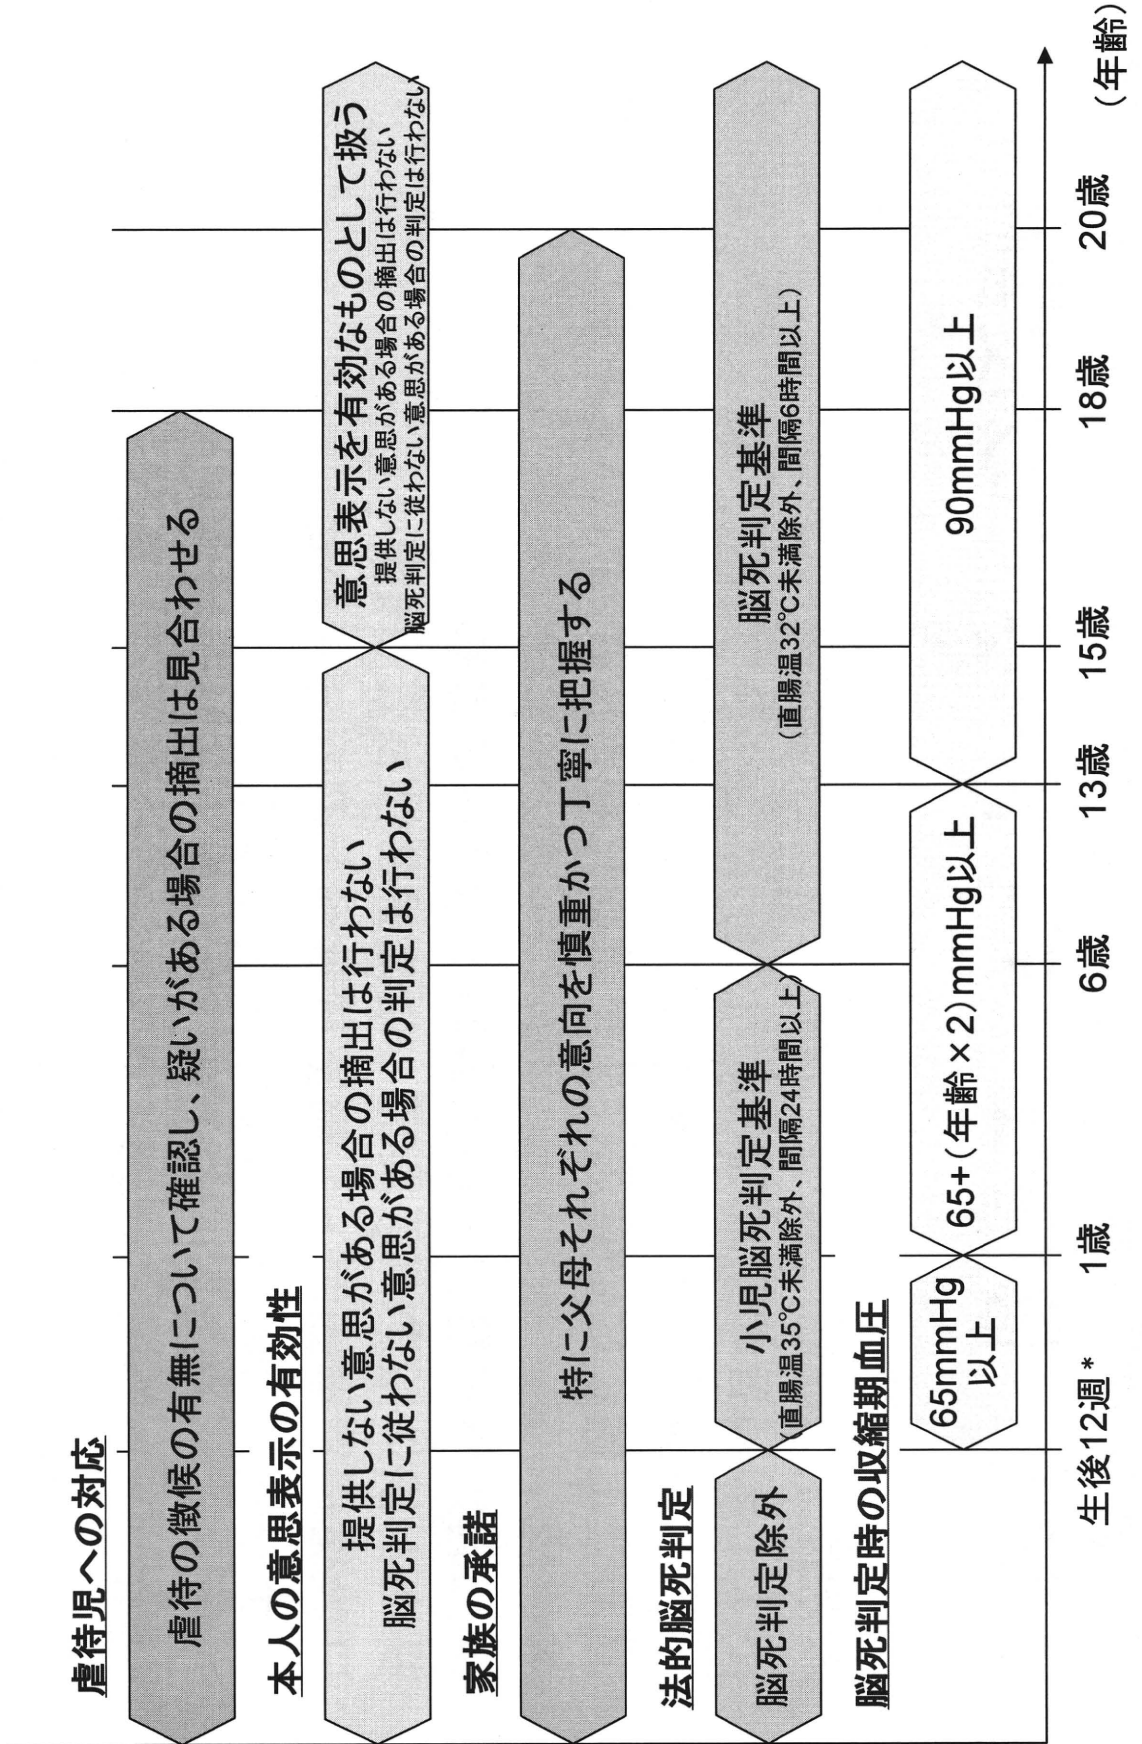 虐待児への対応
虐待の徴候の有無について確認し、疑いがある場合の摘出は見合わせる
本人の意思表示の有効性
提供しない意思がある場合の摘出は行わない
脳死判定に従わない意思がある場合の判定は行わない
意思表示を有効なものとして扱う
提供しない意思がある場合の摘出は行わない
脳死判定に従わない意思がある場合の判定は行わない
家族の承諾
特に父母それぞれの意向を慎重かつ丁寧に把握する
法的脳死判定
脳死判定除外
小児脳死判定基準
(直腸温35℃未満除外、間隔24時間以上)
脳死判定基準
(直腸温32℃未満除外、間隔6時間以上)
脳死判定時の収縮期血圧
65mmHg
以上
65+(年齢×2)mmHg以上
90mmHg以上
生後12週*
1歳
6歳
13歳
15歳
18歳
20歳
(年齢)